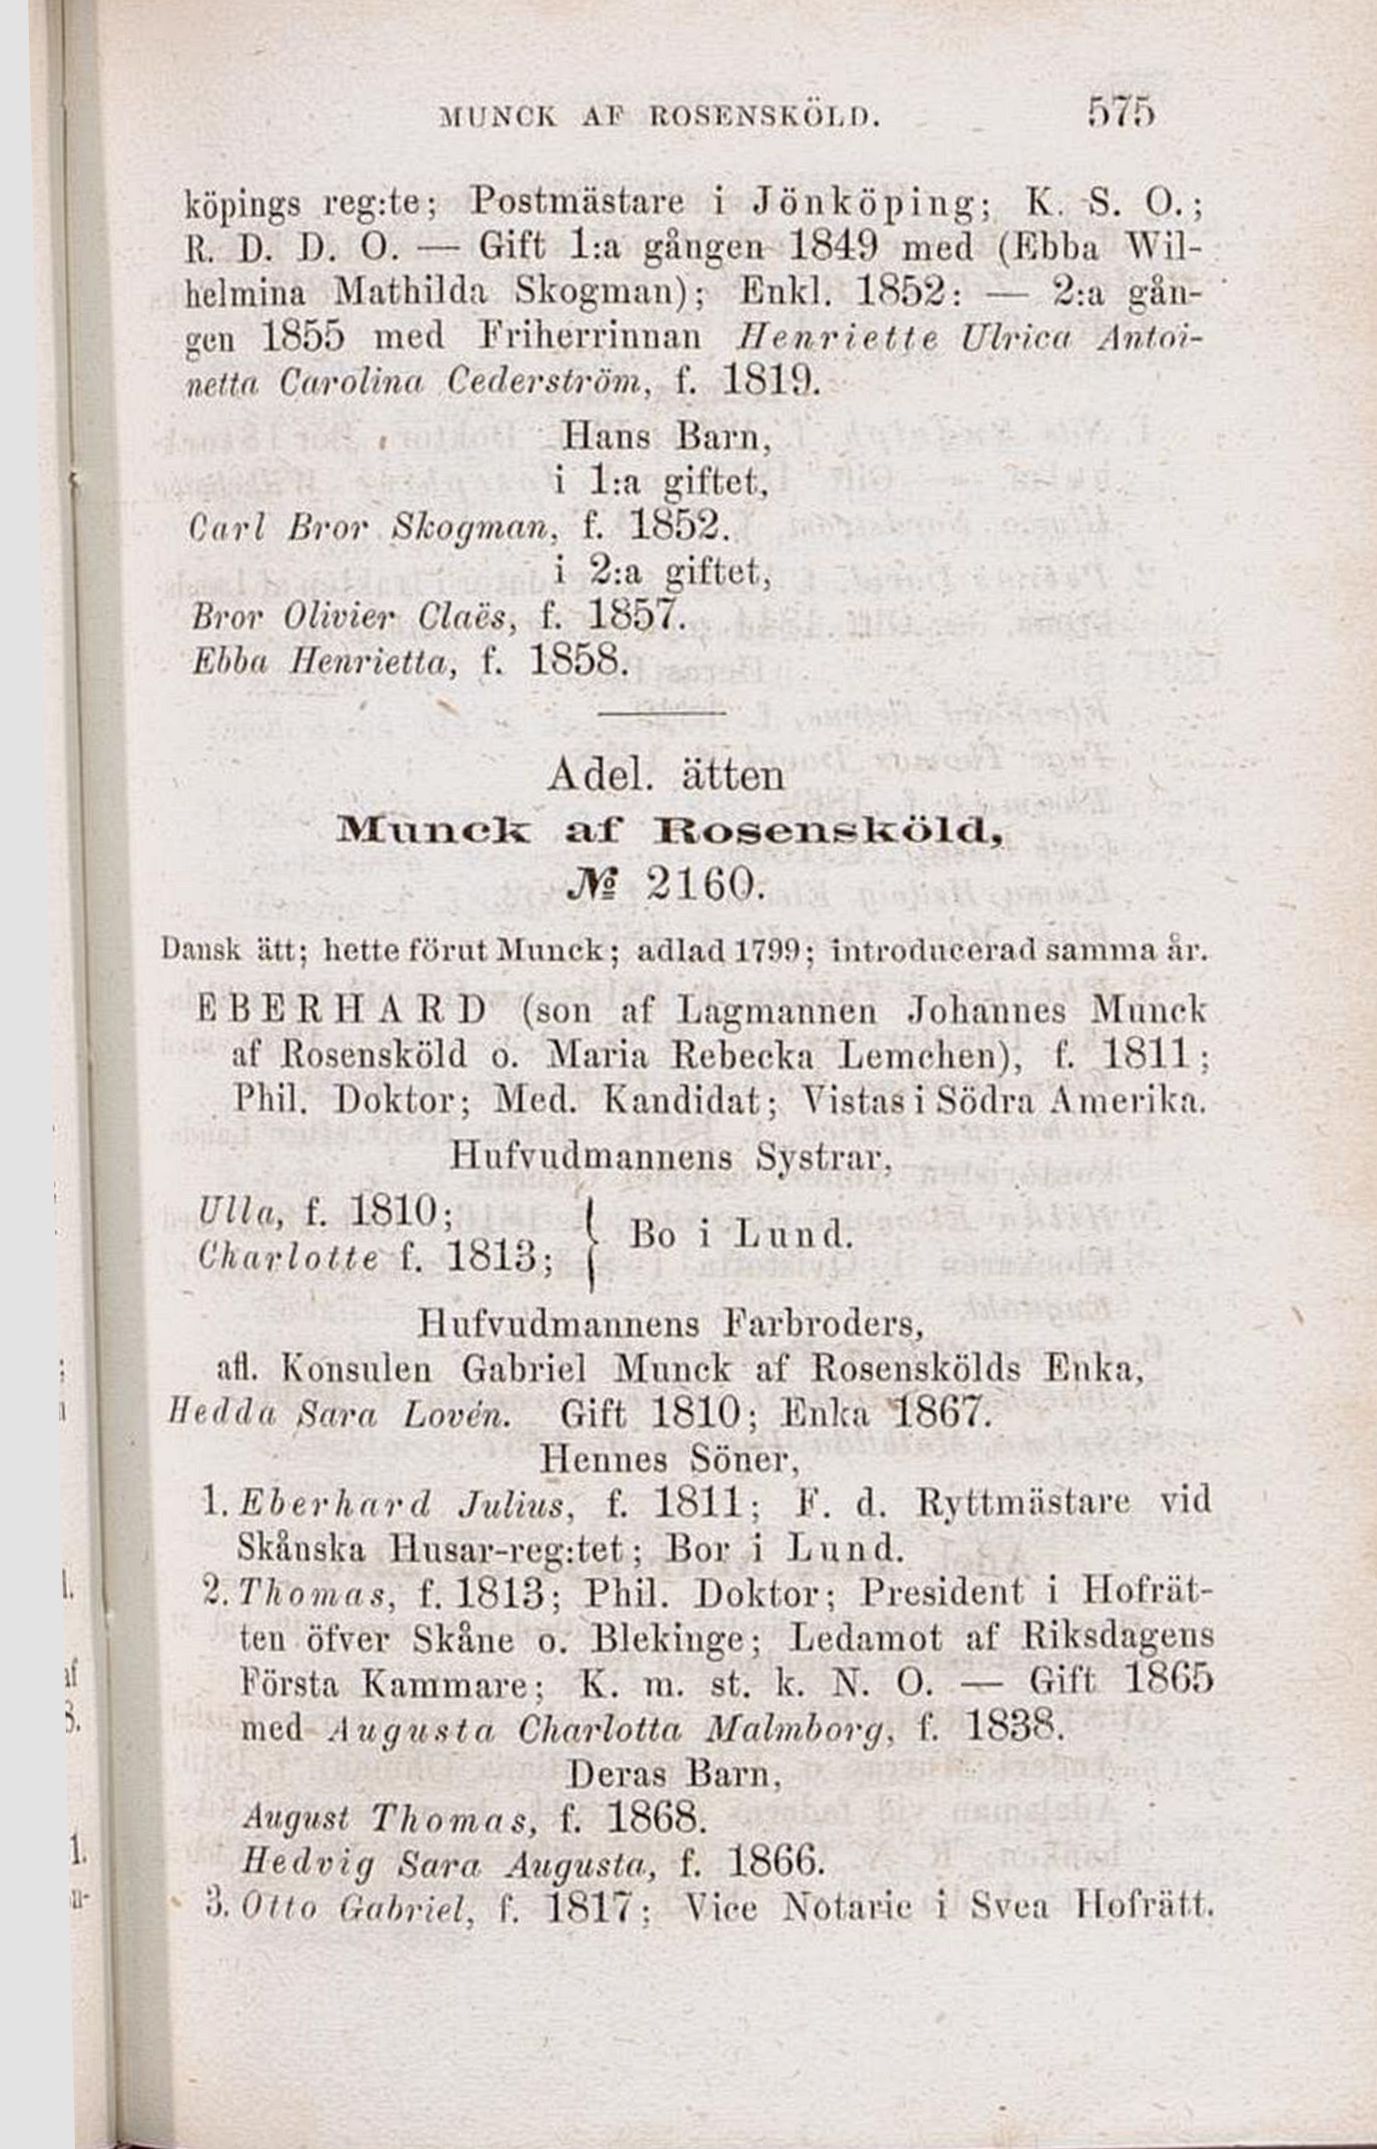 MUNCK AF ROSENSKÖLD. 575
köpings reg:te; Postmästare i Jönköping; K. S. O.;
R. D. D. O. — Gift 1:a gången 1849 med (Ebba Wil-
helmina Mathilda Skogman); Enkl. 1852: — 2:a gån-
gen 1855 med Friherrinnan Henriette Ulrica Antoi-
netta Carolina Cederström, f. 1819.
Hans Barn,
i 1:a giftet,
Carl Bror Skogman, f. 1852.
i 2:a giftet,
Bror Olivier Claës, f. 1857.
Ebba Henrietta, f. 1858.
Adel. ätten
Munck af Rosensköld,
№ 2160.
Dansk ätt; hette förut Munck; adlad 1799; introducerad samma år.
EBERHARD (son af Lagmannen Johannes Munck
af Rosensköld o. Maria Rebecka Lemchen), f. 1811;
Phil. Doktor; Med. Kandidat; Vistas i Södra Amerika.
Hufvudmannens Systrar,
Ulla, f. 1810;
Charlotte f. 1813; } Bo i Lund.
Hufvudmannens Farbroders,
afl. Konsulen Gabriel Munck af Rosenskölds Enka,
Hedda Sara Lovén. Gift 1810; Enka 1867.
Hennes Söner,
1. Eberhard Julius, f. 1811; F. d. Ryttmästare vid
Skånska Husar-reg:tet; Bor i Lund.
2. Thomas, f. 1813; Phil. Doktor; President i Hofrät-
ten öfver Skåne o. Blekinge; Ledamot af Riksdagens
Första Kammare; K. m. st. k. N. O. — Gift 1865
med Augusta Charlotta Malmborg, f. 1838.
Deras Barn,
August Thomas, f. 1868.
Hedvig Sara Augusta, f. 1866.
3. Otto Gabriel, f. 1817; Vice Notarie i Svea Hofrätt.